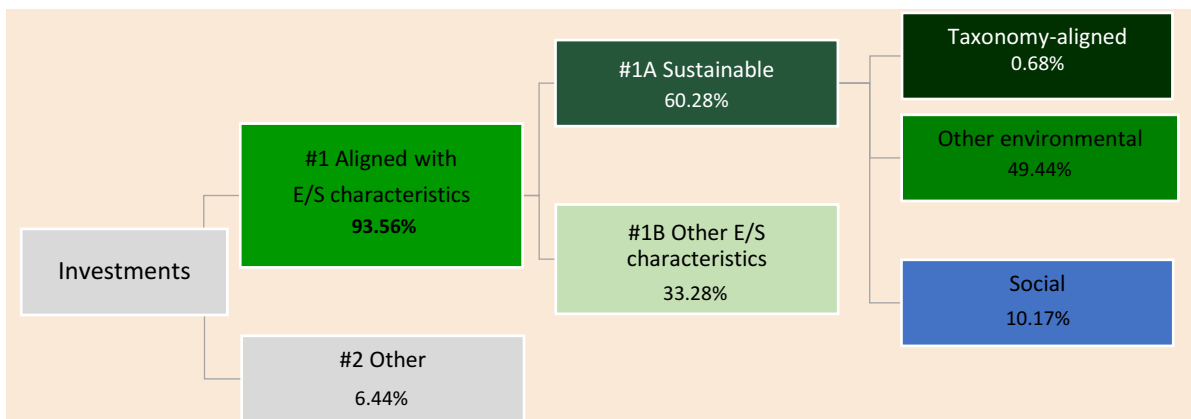 Investments
#1 Aligned with
E/S characteristics
93.56%
#2 Other
6.44%
#1A Sustainable
60.28%
#1B Other E/S
characteristics
33.28%
Taxonomy-aligned
0.68%
Other environmental
49.44%
Social
10.17%